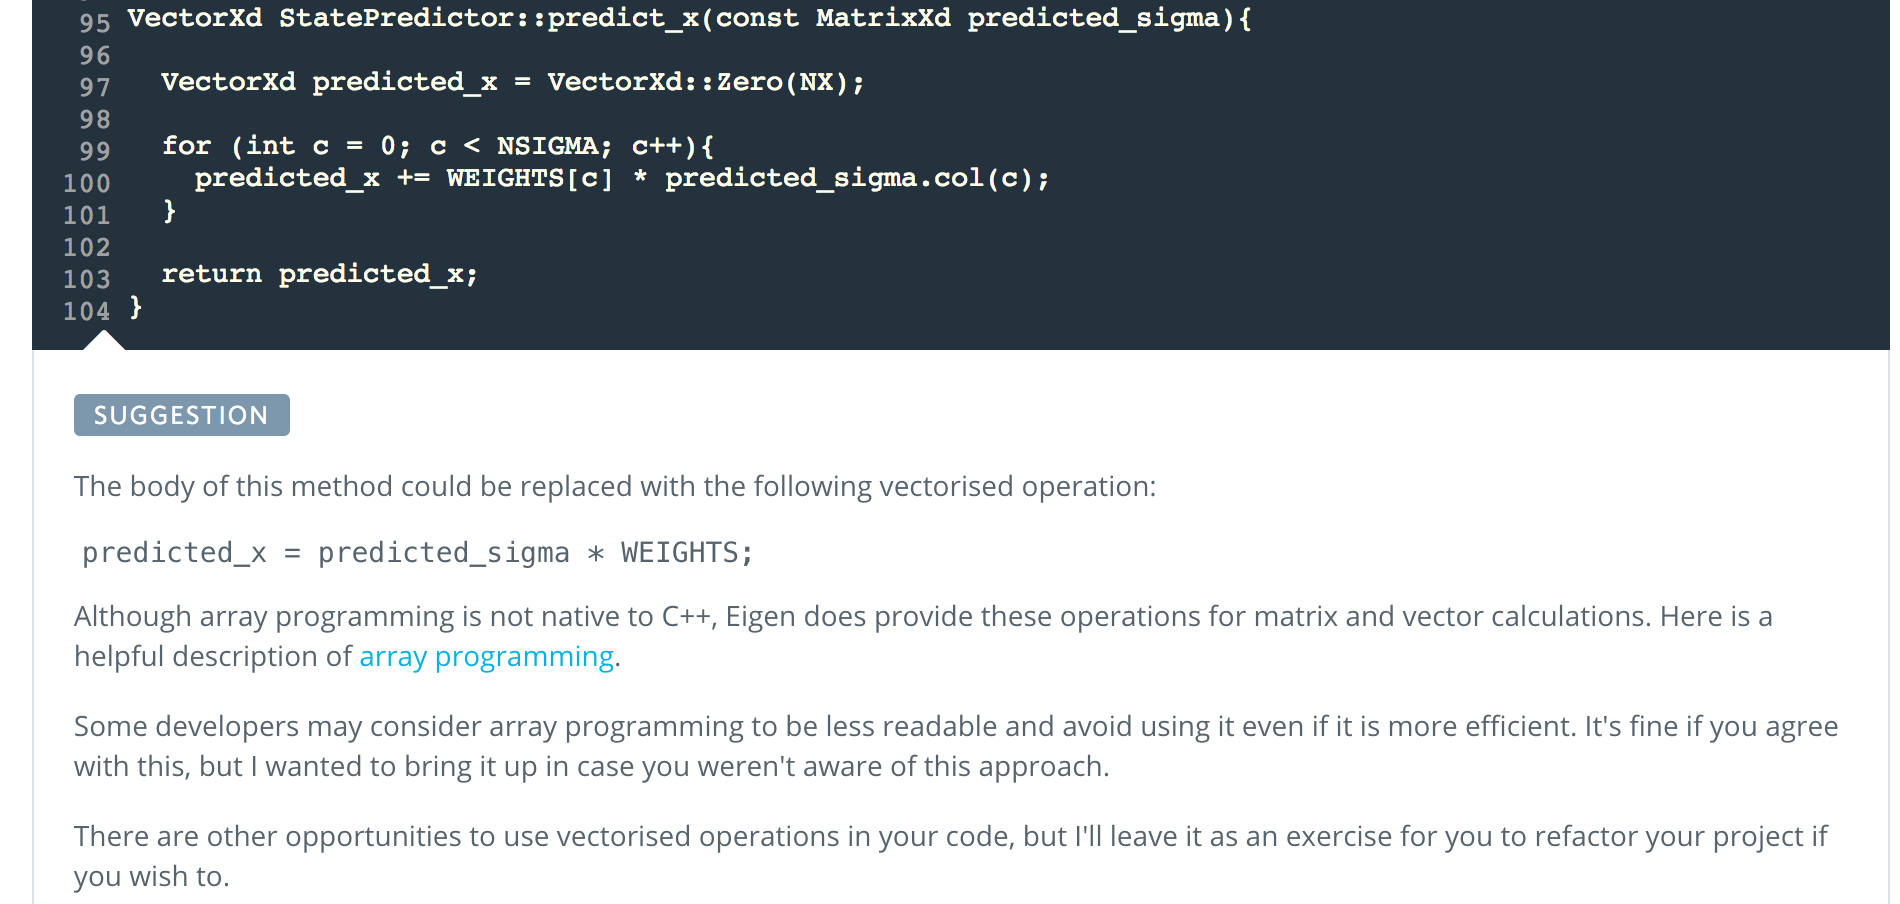 95 VectorXd StatePredictor::predict_x(const MatrixXd predicted_sigma){
96
97   VectorXd predicted_x = VectorXd::Zero(NX);
98
99   for (int c = 0; c < NSIGMA; c++){
100     predicted_x += WEIGHTS[c] * predicted_sigma.col(c);
101   }
102
103   return predicted_x;
104 }
SUGGESTION
The body of this method could be replaced with the following vectorised operation:
predicted_x = predicted_sigma * WEIGHTS;
Although array programming is not native to C++, Eigen does provide these operations for matrix and vector calculations. Here is a
helpful description of array programming.
Some developers may consider array programming to be less readable and avoid using it even if it is more efficient. It's fine if you agree
with this, but I wanted to bring it up in case you weren't aware of this approach.
There are other opportunities to use vectorised operations in your code, but I'll leave it as an exercise for you to refactor your project if
you wish to.